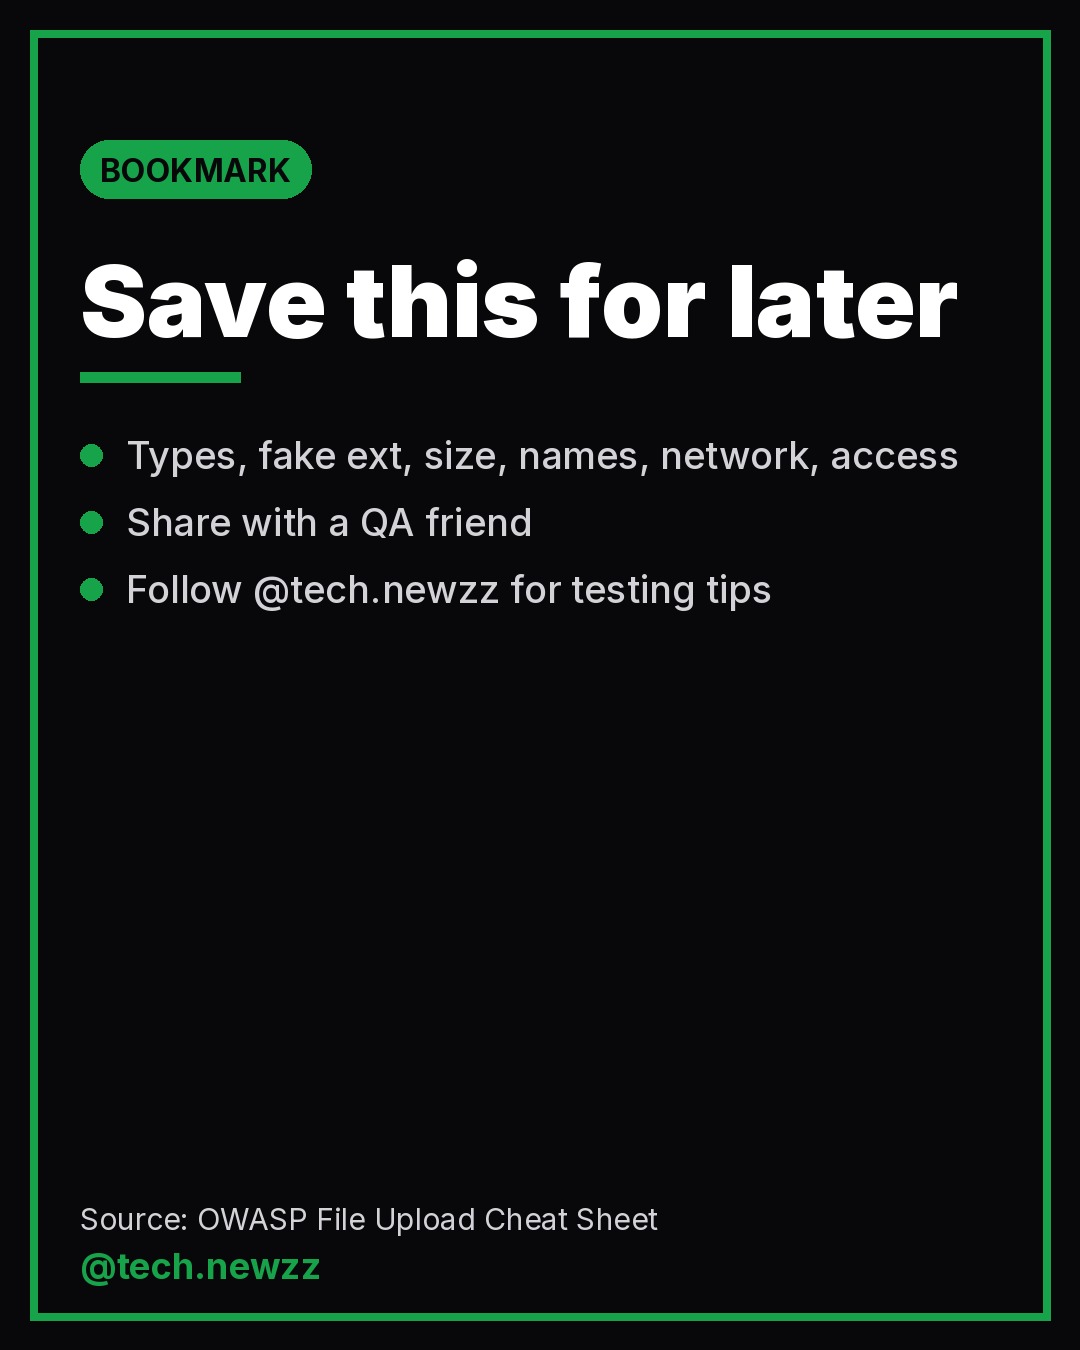 BOOKMARK
Save this for later
Types, fake ext, size, names, network, access
Share with a QA friend
Follow @tech.newzz for testing tips
Source: OWASP File Upload Cheat Sheet
@tech.newzz